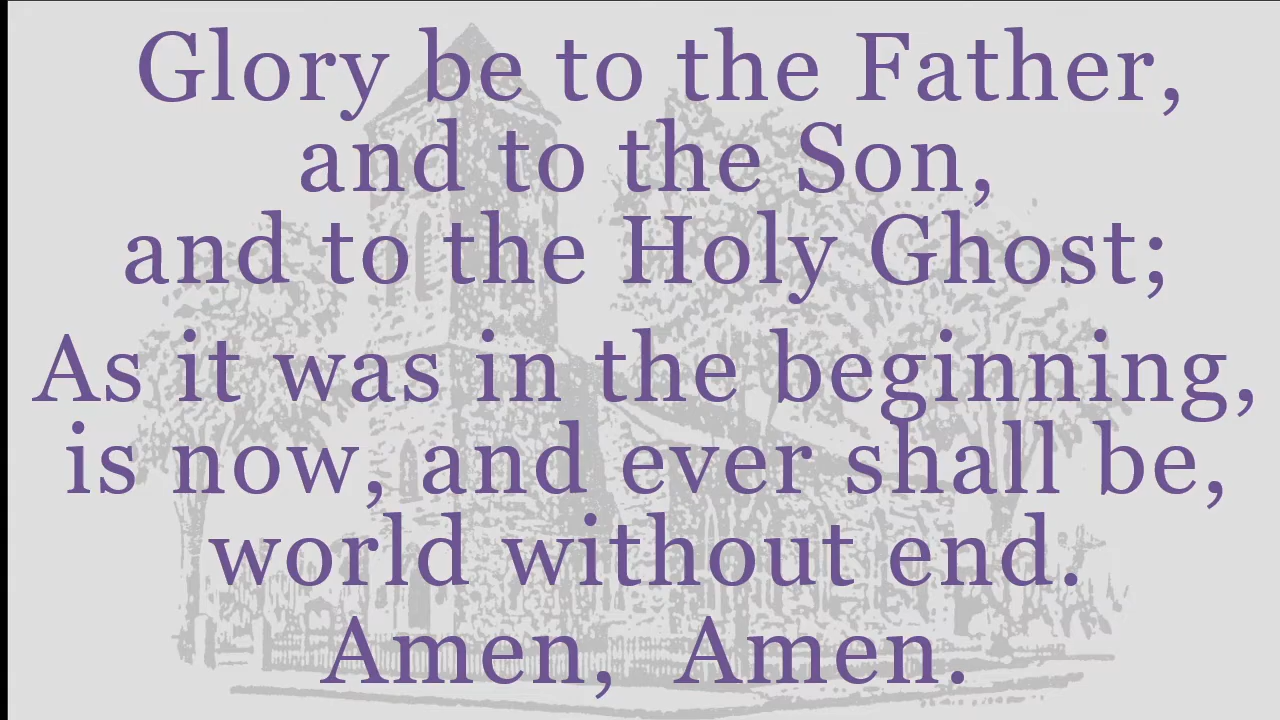 Glory be to the Father,
and to the Son,
and to the Holy Ghost;
As it was in the beginning,
is now, and ever shall be,
world without end.
Amen, Amen.